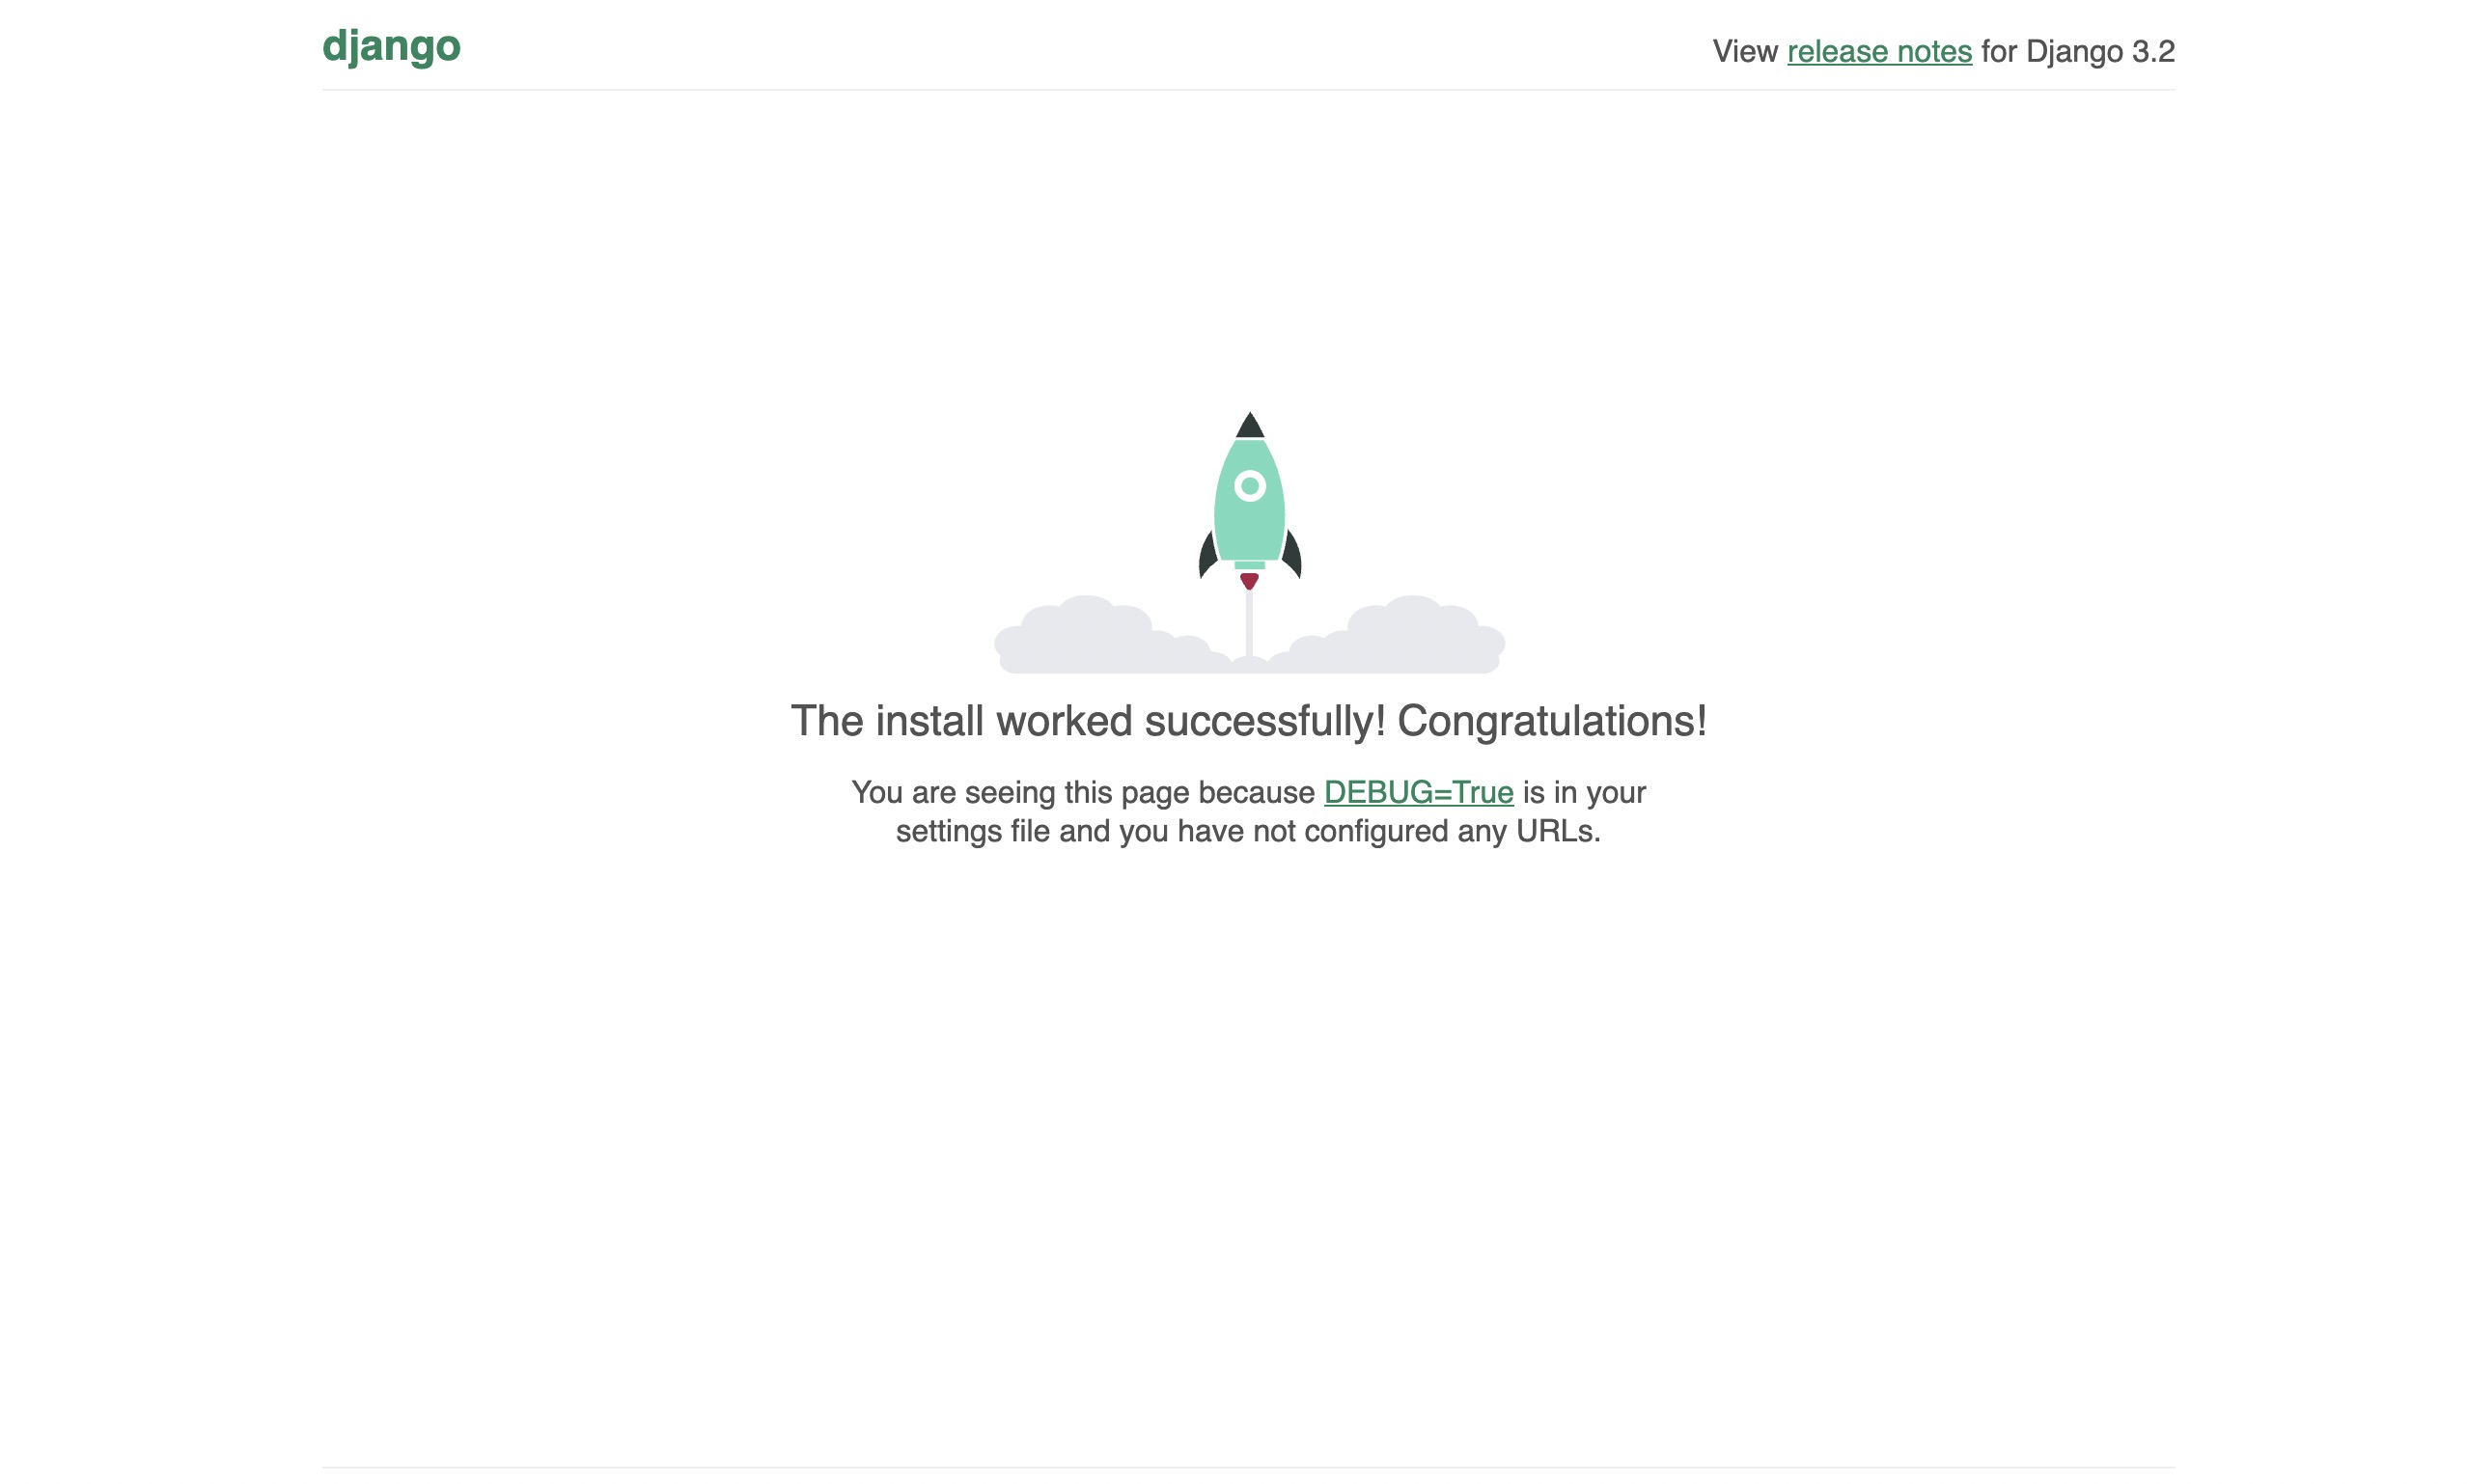 django
View release notes for Django 3.2
The install worked successfully! Congratulations!
You are seeing this page because DEBUG=True is in your
settings file and you have not configured any URLs.